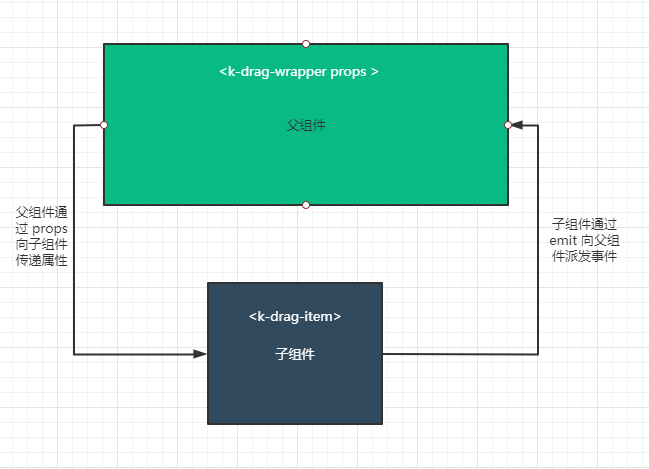 <k-drag-wrapper props >
父组件
父组件通
过 props
向子组件
传递属性
子组件通过
emit 向父组
件派发事件
<k-drag-item>
子组件